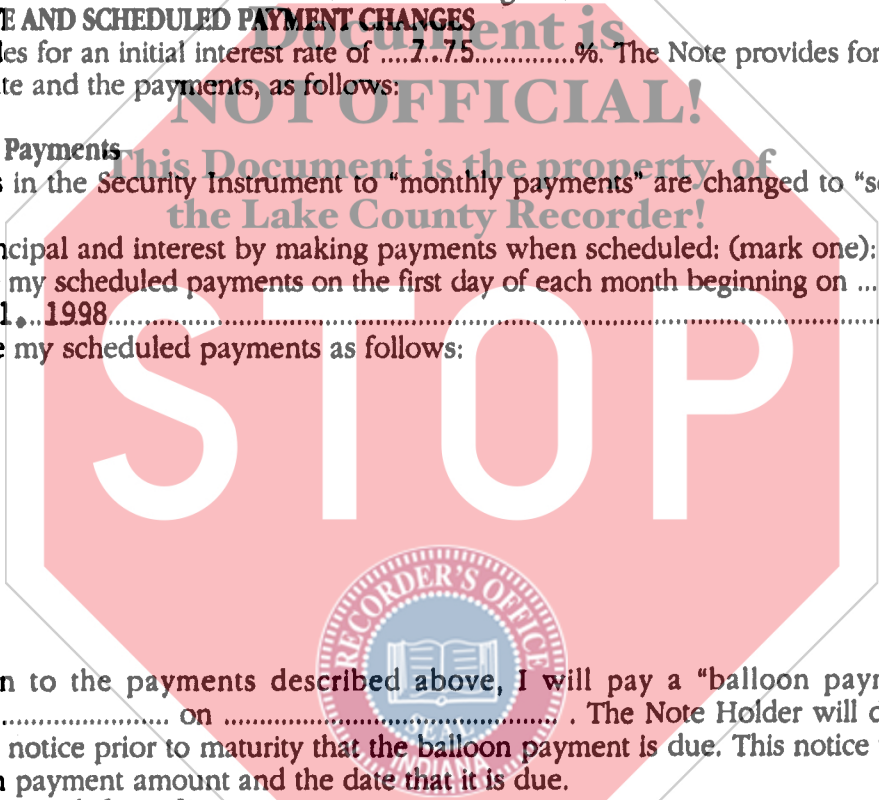 E AND SCHEDULED PAYMENT CHANGES
Document is
les for an initial interest rate of ....7..75.............%. The Note provides for
te and the payments, as follows:
NOT OFFICIAL!
Payments
This Document is the property of
s in the Security Instrument to “monthly payments” are changed to “s
the Lake County Recorder!
ncipal and interest by making payments when scheduled: (mark one):
my scheduled payments on the first day of each month beginning on ...
1, 1998
e my scheduled payments as follows:
STOP
RECORDER'S OFFICE
n to the payments described above, I will pay a “balloon payn
........................ on ................................................ . The Note Holder will d
SEAL
notice prior to maturity that the balloon payment is due. This notice
INDIANA
n payment amount and the date that it is due.